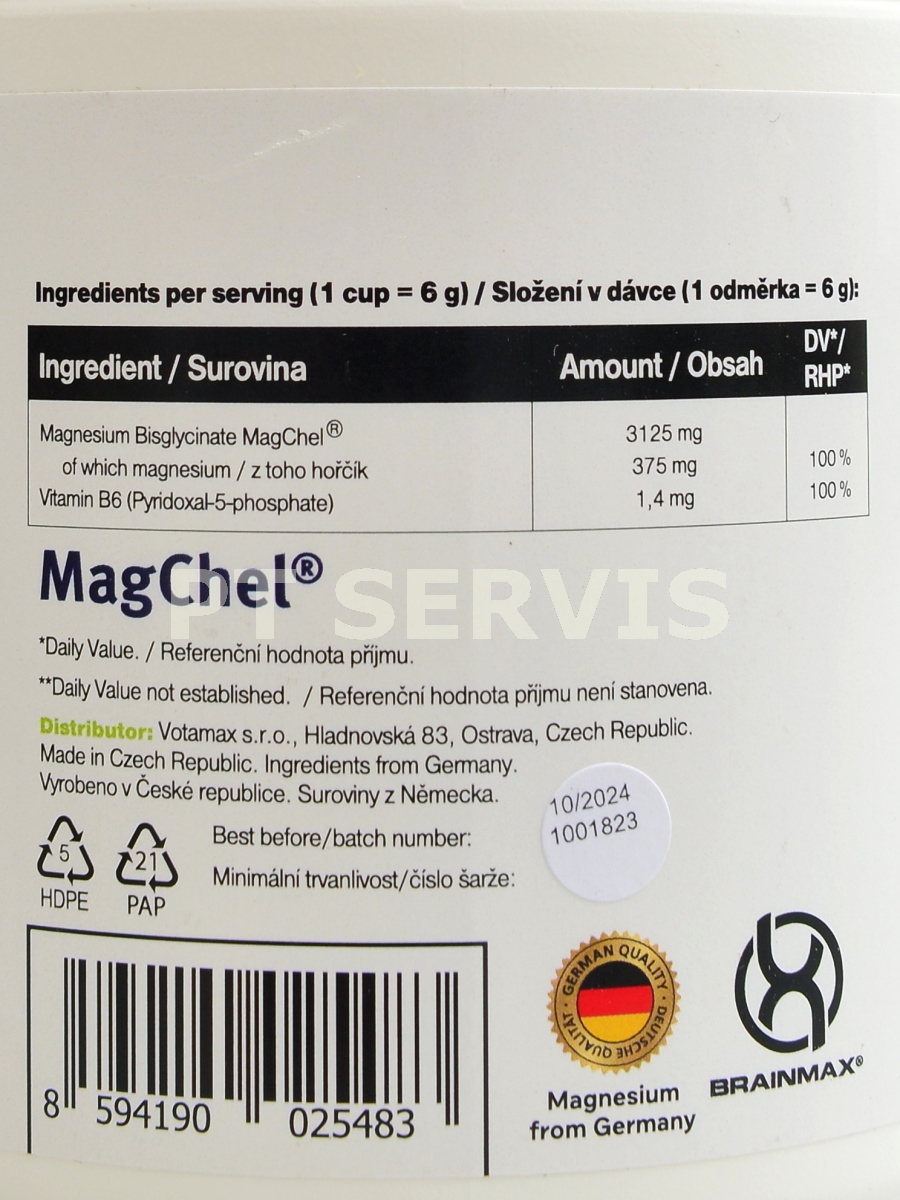 Ingredients per serving (1 cup = 6 g) / Složení v dávce (1 odměrka = 6 g):
Ingredient / Surovina Amount / Obsah DV*/ RHP*
Magnesium Bisglycinate MagChel® 3125 mg
of which magnesium / z toho hořčík 375 mg 100 %
Vitamin B6 (Pyridoxal-5-phosphate) 1,4 mg 100 %
MagChel®
PT SERVIS
*Daily Value. / Referenční hodnota příjmu.
**Daily Value not established. / Referenční hodnota příjmu není stanovena.
Distributor: Votamax s.r.o., Hladnovská 83, Ostrava, Czech Republic.
Made in Czech Republic. Ingredients from Germany.
Vyrobeno v České republice. Suroviny z Německa.
10/2024
1001823
Best before/batch number:
Minimální trvanlivost/číslo šarže:
5
HDPE
21
PAP
8 594190 025483
GERMAN QUALITY
DEUTSCHE QUALITÄT
Magnesium
from Germany
BRAINMAX®